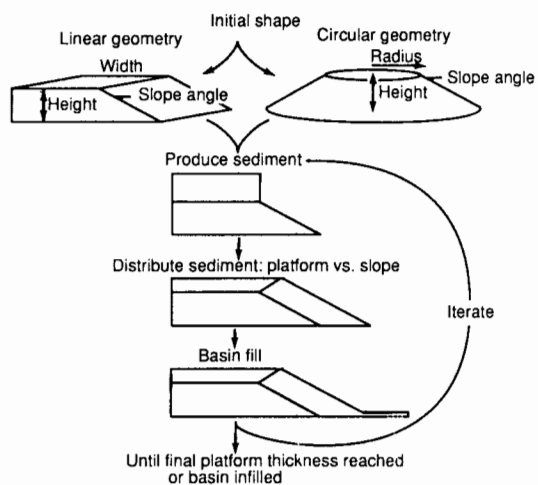 Initial shape
Linear geometry
Width
Height
Slope angle
Circular geometry
Radius
Slope angle
Height
Produce sediment
Distribute sediment: platform vs. slope
Iterate
Basin fill
Until final platform thickness reached
or basin infilled